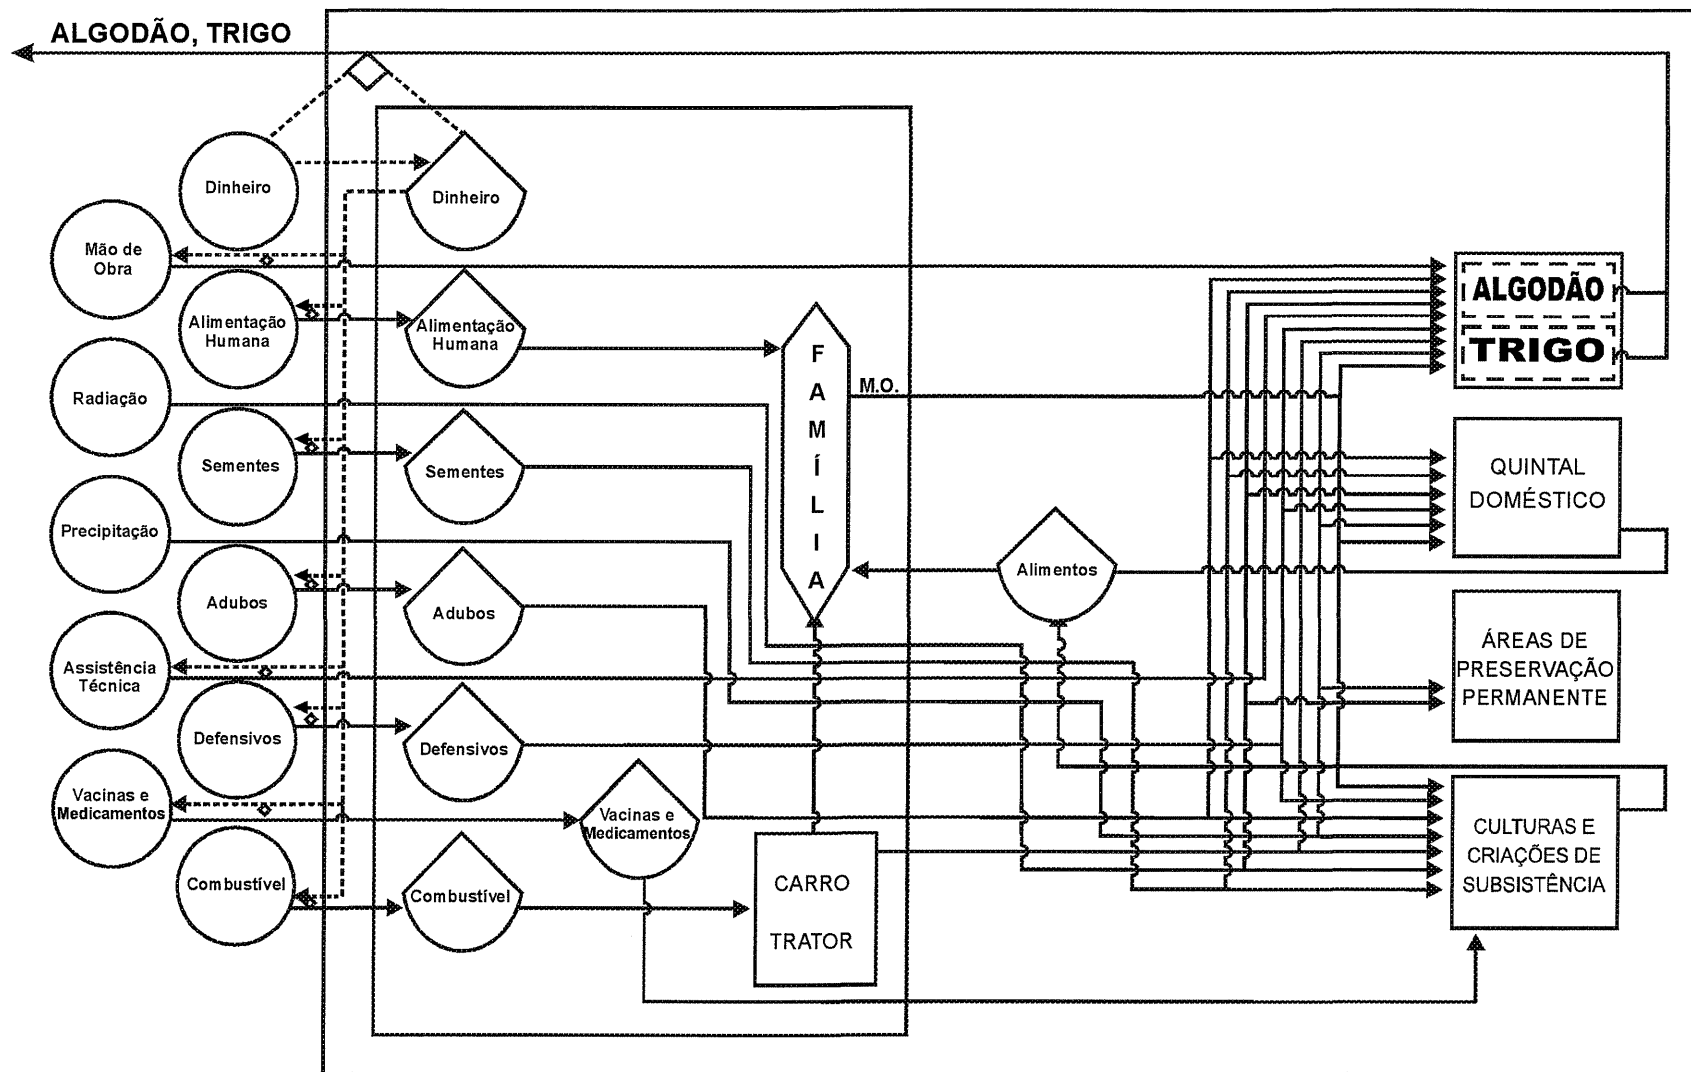 ALGODÃO, TRIGO
Dinheiro
Dinheiro
Mão de
Obra
Alimentação
Humana
Alimentação
Humana
Radiação
Sementes
Sementes
Precipitação
Adubos
Adubos
Assistência
Técnica
Defensivos
Defensivos
Vacinas e
Medicamentos
Vacinas e
Medicamentos
Combustível
Combustível
CARRO
TRATOR
F
A
M
Í
L
I
A
M.O.
Alimentos
ALGODÃO
TRIGO
QUINTAL
DOMÉSTICO
ÁREAS DE
PRESERVAÇÃO
PERMANENTE
CULTURAS E
CRIAÇÕES DE
SUBSISTÊNCIA